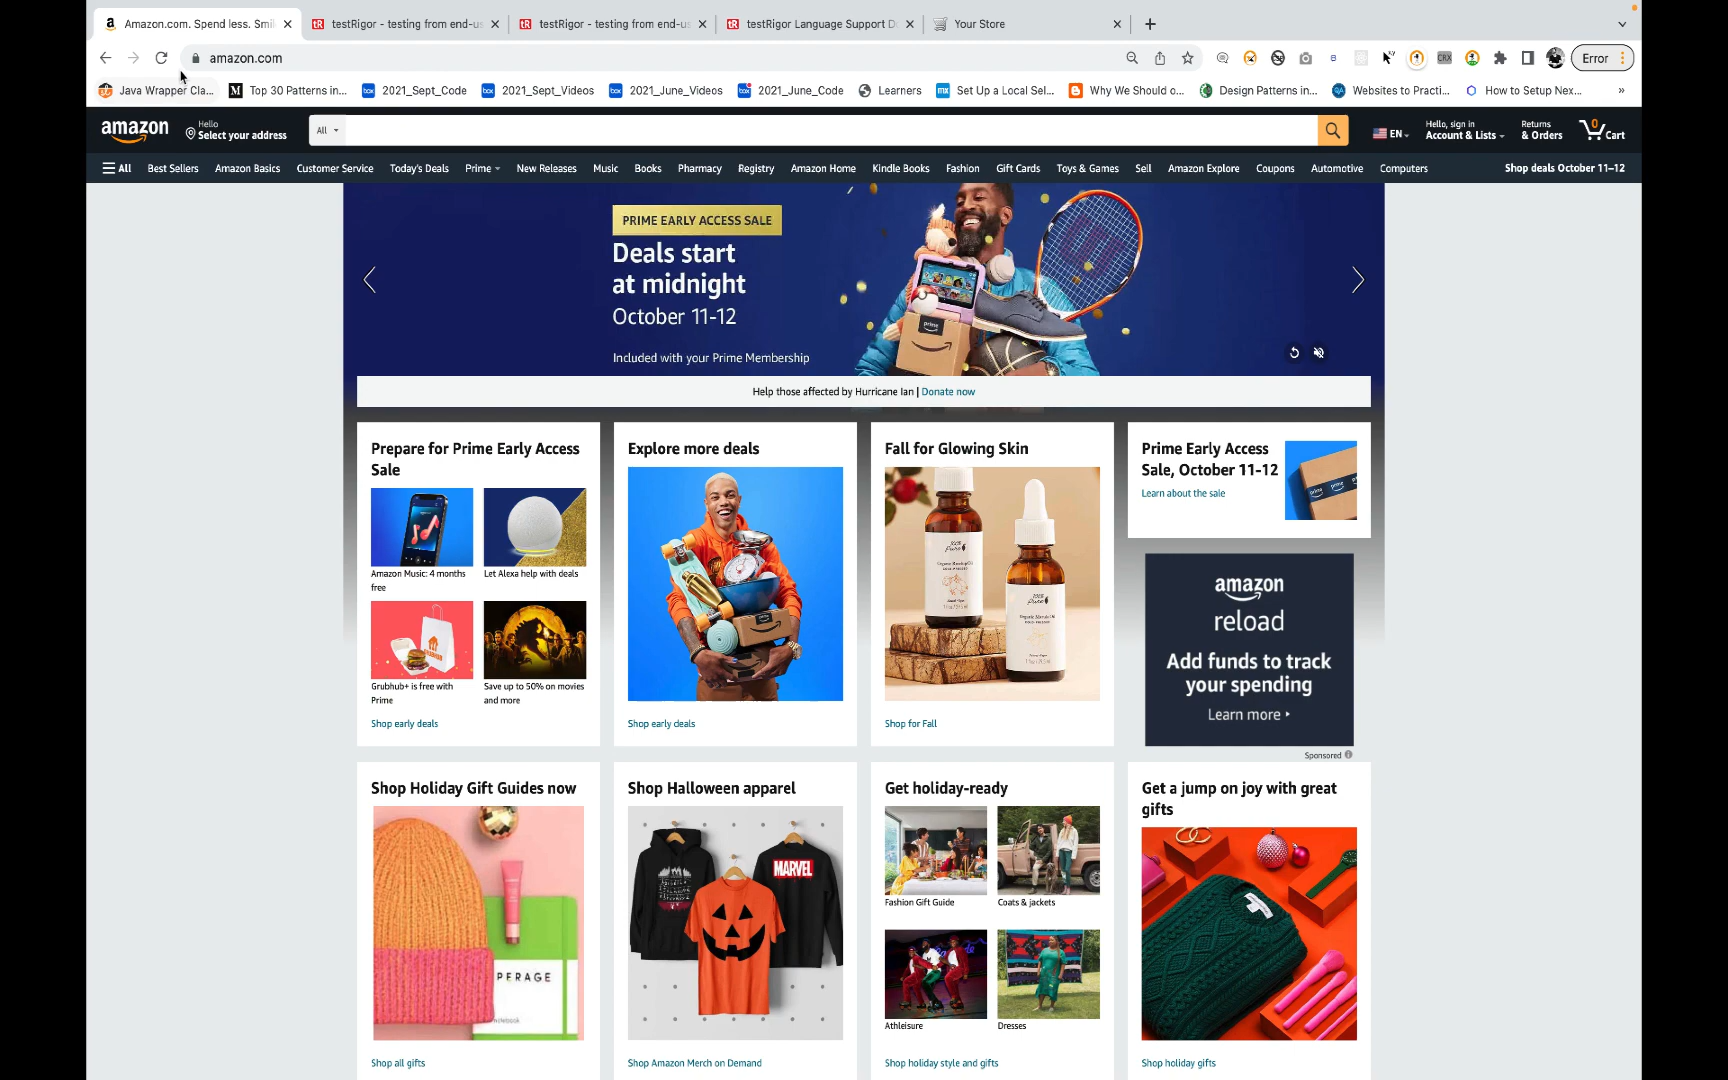 Amazon.com. Spend less. Smil
testRigor - testing from end-us
testRigor - testing from end-us
testRigor Language Support Do
Your Store
amazon.com
Error
Java Wrapper Cla...
Top 30 Patterns in...
2021_Sept_Code
2021_Sept_Videos
2021_June_Videos
2021_June_Code
Learners
Set Up a Local Sel...
Why We Should o...
Design Patterns in...
Websites to Practi...
How to Setup Nex...
»
amazon
Hello
Select your address
All
EN
Hello, sign in
Account & Lists
Returns
& Orders
0
Cart
All
Best Sellers
Amazon Basics
Customer Service
Today's Deals
Prime
New Releases
Music
Books
Pharmacy
Registry
Amazon Home
Kindle Books
Fashion
Gift Cards
Toys & Games
Sell
Amazon Explore
Coupons
Automotive
Computers
Shop deals October 11–12
PRIME EARLY ACCESS SALE
Deals start
at midnight
October 11-12
Included with your Prime Membership
prime
Help those affected by Hurricane Ian | Donate now
Prepare for Prime Early Access
Sale
Amazon Music: 4 months
free
Let Alexa help with deals
Grubhub+ is free with
Prime
Save up to 50% on movies
and more
Shop early deals
Explore more deals
Shop early deals
Fall for Glowing Skin
100%
Pure
100%
Pure
Shop for Fall
Prime Early Access
Sale, October 11-12
Learn about the sale
amazon
reload
Add funds to track
your spending
Learn more
Sponsored
Shop Holiday Gift Guides now
PERAGE
notebook
Shop all gifts
Shop Halloween apparel
MARVEL
Shop Amazon Merch on Demand
Get holiday-ready
Fashion Gift Guide
Coats & jackets
Athleisure
Dresses
Shop holiday style and gifts
Get a jump on joy with great
gifts
Shop holiday gifts